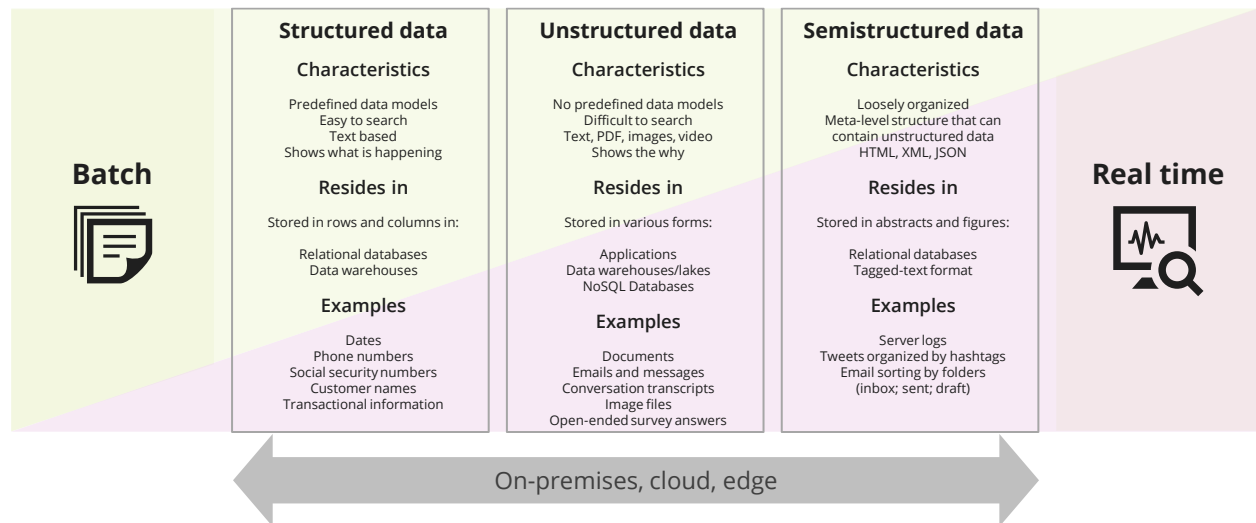 Batch
Structured data
Characteristics
Predefined data models
Easy to search
Text based
Shows what is happening
Resides in
Stored in rows and columns in:
Relational databases
Data warehouses
Examples
Dates
Phone numbers
Social security numbers
Customer names
Transactional information
Unstructured data
Characteristics
No predefined data models
Difficult to search
Text, PDF, images, video
Shows the why
Resides in
Stored in various forms:
Applications
Data warehouses/lakes
NoSQL Databases
Examples
Documents
Emails and messages
Conversation transcripts
Image files
Open-ended survey answers
Semistructured data
Characteristics
Loosely organized
Meta-level structure that can
contain unstructured data
HTML, XML, JSON
Resides in
Stored in abstracts and figures:
Relational databases
Tagged-text format
Examples
Server logs
Tweets organized by hashtags
Email sorting by folders
(inbox; sent; draft)
Real time
On-premises, cloud, edge